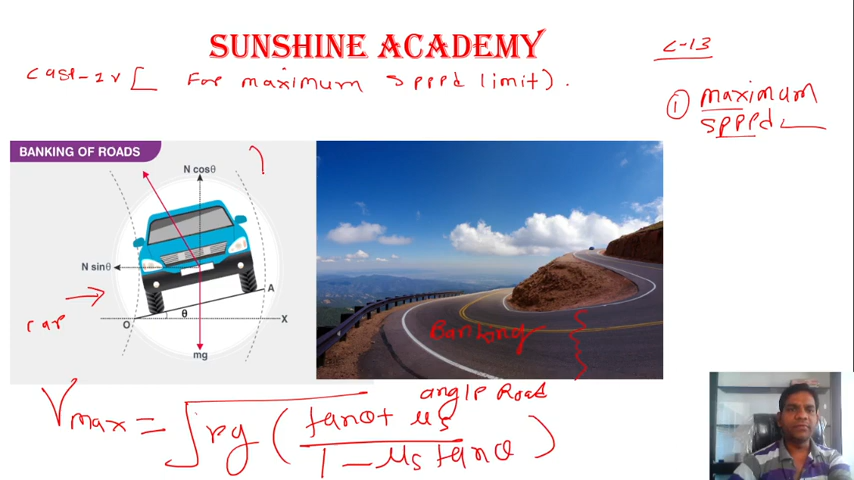 SUNSHINE ACADEMY
L-13
Case-IV [ For maximum Speed limit).
① maximum
speed
BANKING OF ROADS
N cosθ
N sinθ
A
θ
O
X
mg
car
Banking
angle Road
Vmax = √rg ( tanθ + μs / 1 - μs tanθ )